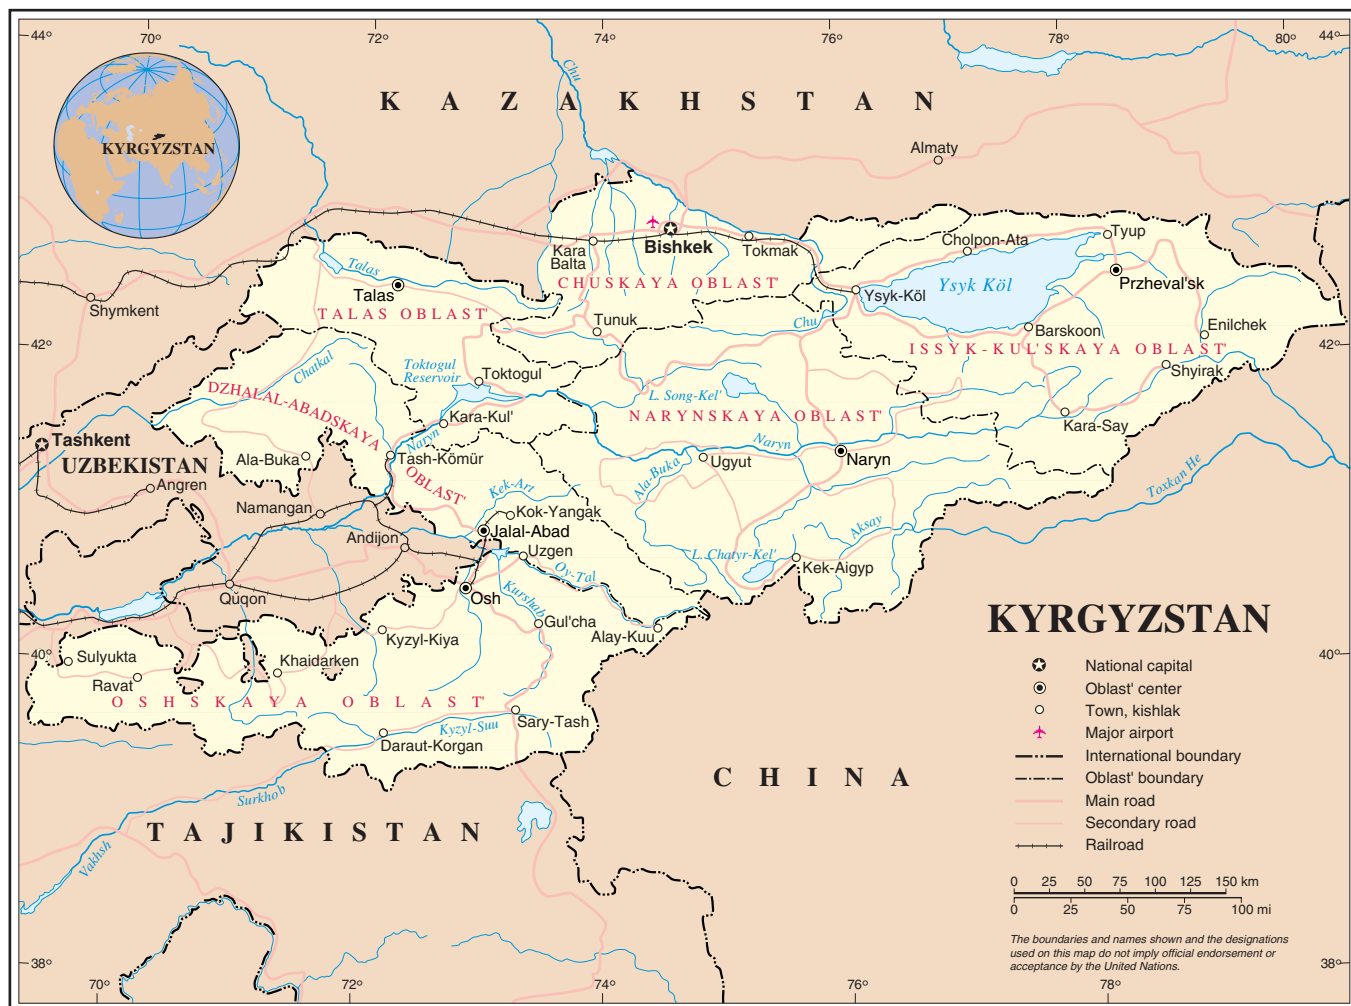 44°
70°
72°
74°
76°
78°
80°
44°
KYRGYZSTAN
KAZAKHSTAN
Chu
Almaty
Shymkent
Talas
Talas
TALAS OBLAST'
Kara
Balta
Bishkek
Tokmak
CHUSKAYA OBLAST'
Cholpon-Ata
Tyup
Ysyk Köl
Przheval'sk
Ysyk-Köl
Chu
Tunuk
Barskoon
Enilchek
42°
42°
ISSYK-KUL'SKAYA OBLAST'
Shyirak
Chatkal
Toktogul
Reservoir
Toktogul
DZHALAL-ABADSKAYA
OBLAST'
L. Song-Kel'
NARYNSKAYA OBLAST'
Kara-Kul'
Kara-Say
Naryn
Naryn
Tashkent
UZBEKISTAN
Ala-Buka
Tash-Kömür
Ugyut
Ala-Buka
Naryn
Angren
Toxkan He
Kek-Art
Namangan
Kok-Yangak
Jalal-Abad
Aksay
Andijon
Uzgen
L. Chatyr-Kel'
Kek-Aigyp
Oy-Tal
Quqon
Osh
Kurshab
Gul'cha
Alay-Kuu
Kyzyl-Kiya
40°
40°
Sulyukta
Khaidarken
Ravat
OSHSKAYA OBLAST'
Sary-Tash
Kyzyl-Suu
Daraut-Korgan
CHINA
Surkhob
TAJIKISTAN
Vakhsh
KYRGYZSTAN
National capital
Oblast' center
Town, kishlak
Major airport
International boundary
Oblast' boundary
Main road
Secondary road
Railroad
0 25 50 75 100 125 150 km
0 25 50 75 100 mi
The boundaries and names shown and the designations
used on this map do not imply official endorsement or
acceptance by the United Nations.
38°
38°
70°
72°
74°
76°
78°